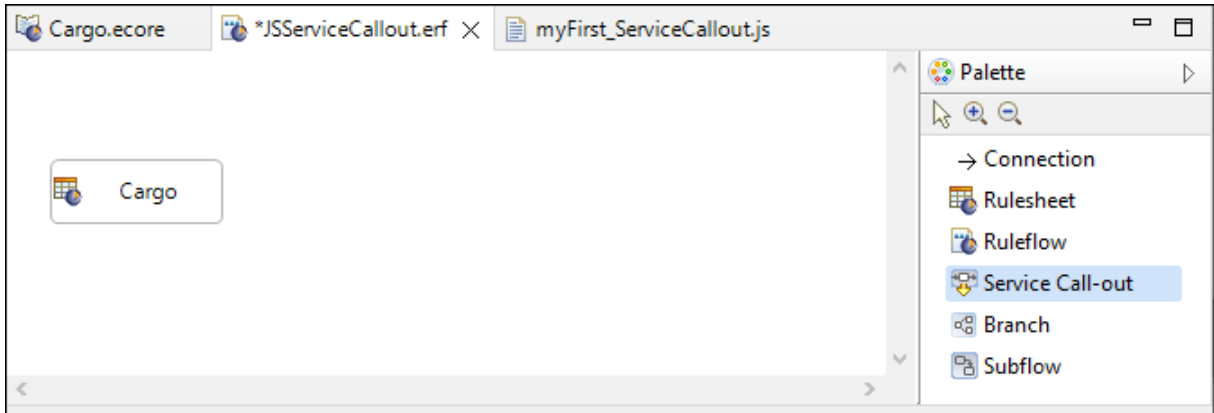 Cargo.ecore
*JSServiceCallout.erf
myFirst_ServiceCallout.js
Palette
Connection
Cargo
Rulesheet
Ruleflow
Service Call-out
Branch
Subflow